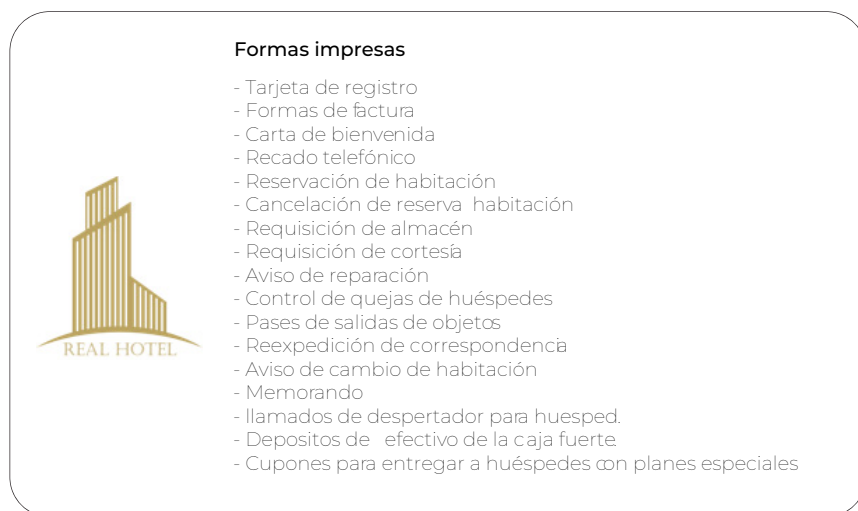 Formas impresas
- Tarjeta de registro
- Formas de factura
- Carta de bienvenida
- Recado telefónico
- Reservación de habitación
- Cancelación de reserva habitación
- Requisición de almacén
- Requisición de cortesía
- Aviso de reparación
- Control de quejas de huéspedes
- Pases de salidas de objetos
- Reexpedición de correspondencia
- Aviso de cambio de habitación
- Memorando
- llamados de despertador para huesped.
- Depositos de efectivo de la caja fuerte.
- Cupones para entregar a huéspedes con planes especiales
REAL HOTEL